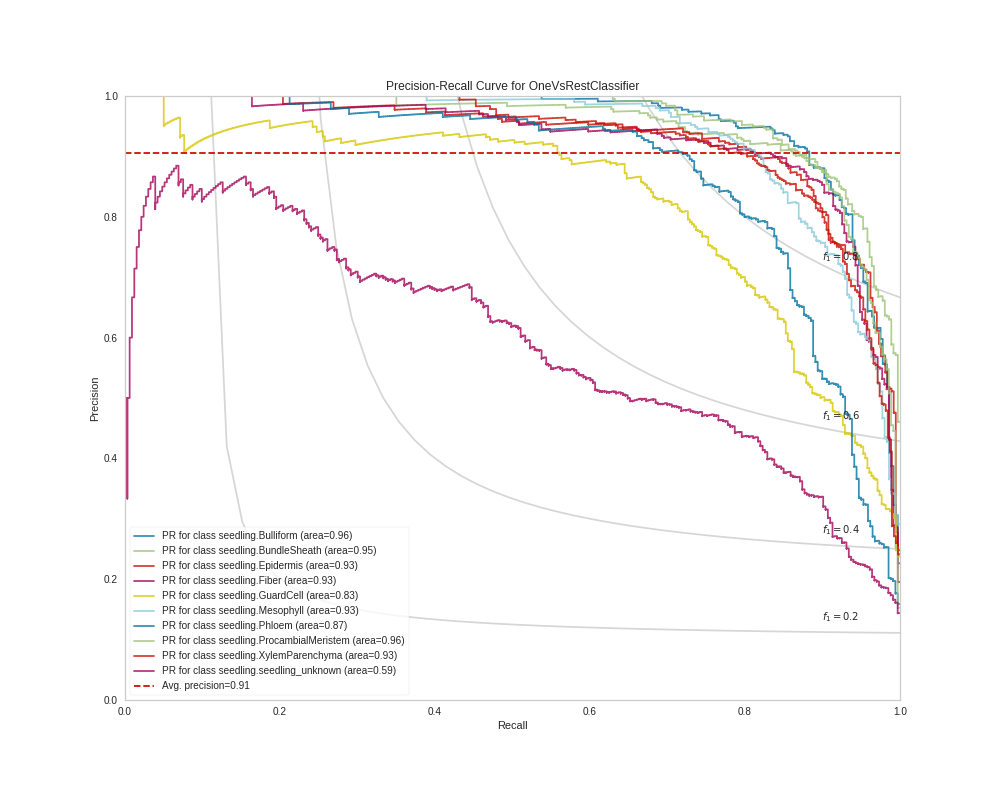 Precision-Recall Curve for OneVsRestClassifier
1.0
0.8
0.6
0.4
0.2
0.0
Precision
f₁ = 0.8
f₁ = 0.6
f₁ = 0.4
f₁ = 0.2
PR for class seedling.Bulliform (area=0.96)
PR for class seedling.BundleSheath (area=0.95)
PR for class seedling.Epidermis (area=0.93)
PR for class seedling.Fiber (area=0.93)
PR for class seedling.GuardCell (area=0.83)
PR for class seedling.Mesophyll (area=0.93)
PR for class seedling.Phloem (area=0.87)
PR for class seedling.ProcambialMeristem (area=0.96)
PR for class seedling.XylemParenchyma (area=0.93)
PR for class seedling.seedling_unknown (area=0.59)
Avg. precision=0.91
0.0 0.2 0.4 0.6 0.8 1.0
Recall